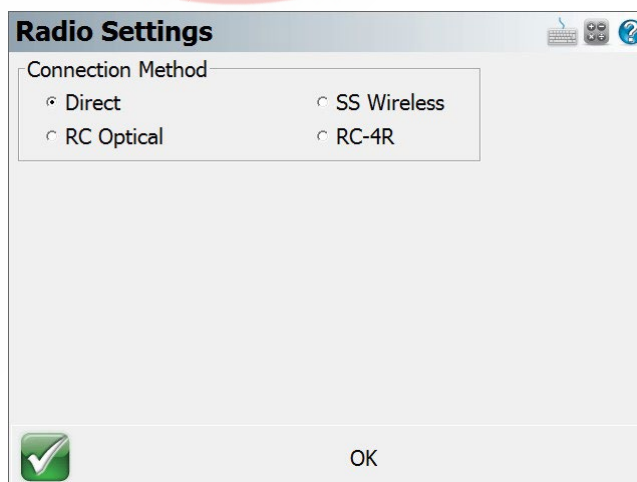 Radio Settings
Connection Method
Direct
SS Wireless
RC Optical
RC-4R
OK